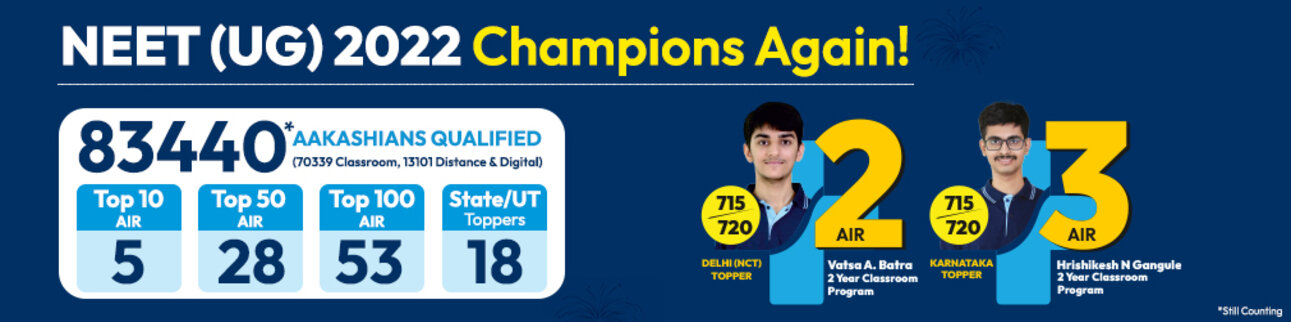 NEET (UG) 2022 Champions Again!
83440* AAKASHIANS QUALIFIED
(70339 Classroom, 13101 Distance & Digital)
Top 10
AIR
5
Top 50
AIR
28
Top 100
AIR
53
State/UT
Toppers
18
715
720
DELHI (NCT)
TOPPER
2
AIR
Vatsa A. Batra
2 Year Classroom
Program
715
720
KARNATAKA
TOPPER
3
AIR
Hrishikesh N Gangule
2 Year Classroom
Program
*Still Counting